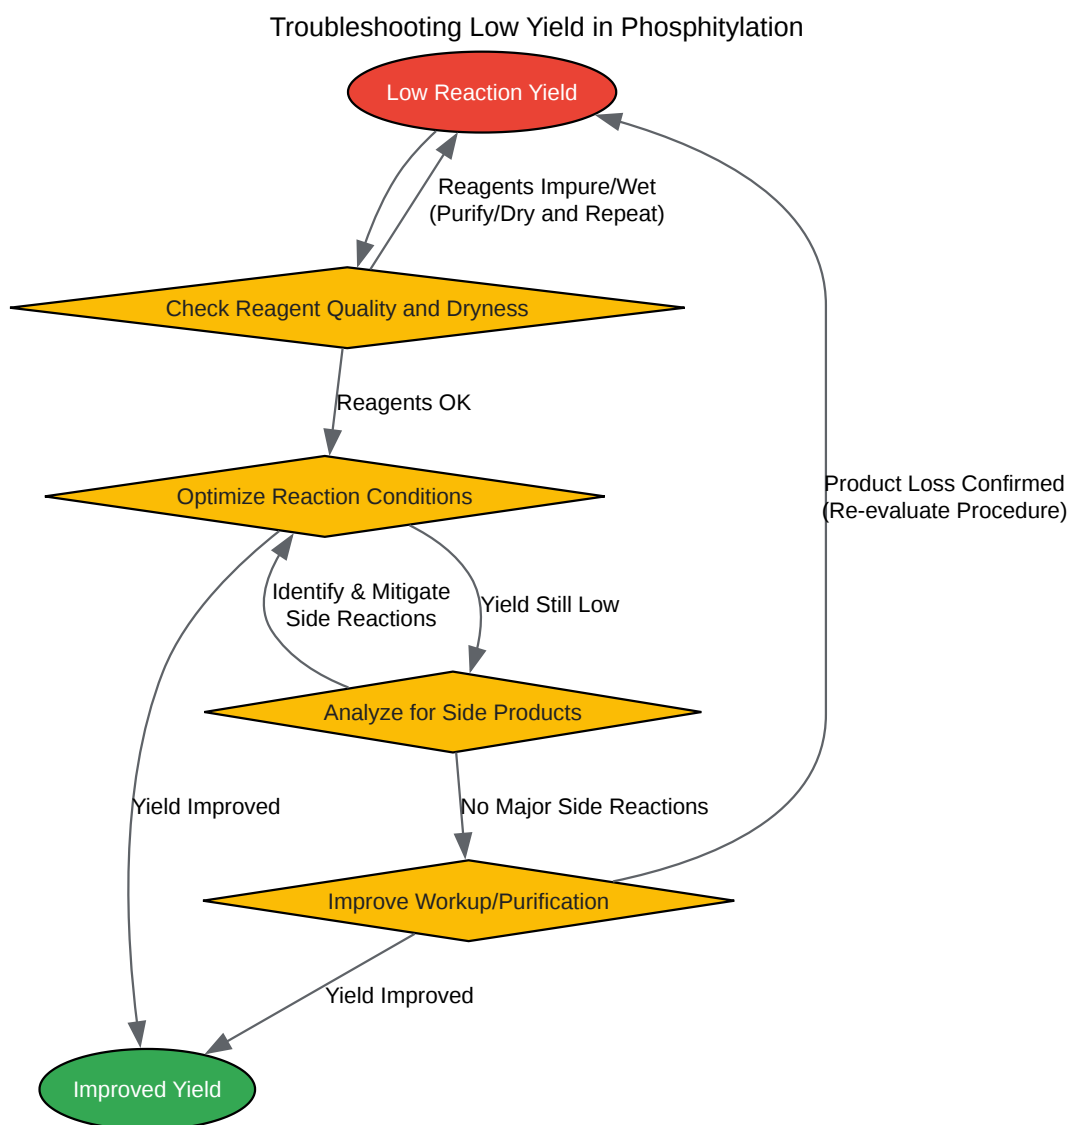 Troubleshooting Low Yield in Phosphitylation
Low Reaction Yield
Reagents Impure/Wet
(Purify/Dry and Repeat)
Check Reagent Quality and Dryness
Reagents OK
Product Loss Confirmed
(Re-evaluate Procedure)
Optimize Reaction Conditions
Identify & Mitigate
Side Reactions
Yield Still Low
Analyze for Side Products
Yield Improved
No Major Side Reactions
Improve Workup/Purification
Yield Improved
Improved Yield